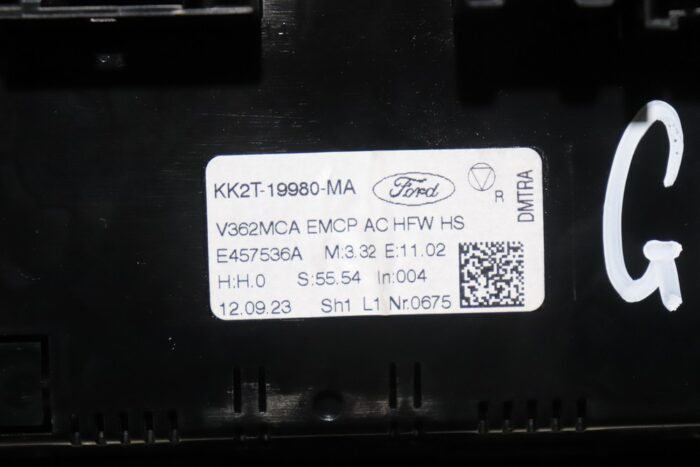 KK2T-19980-MA Ford R
DMTRA
V362MCA EMCP AC HFW HS
E457536A M:3.32 E:11.02
H:H.0 S:55.54 In:004
12.09.23 Sh1 L1 Nr.0675
G